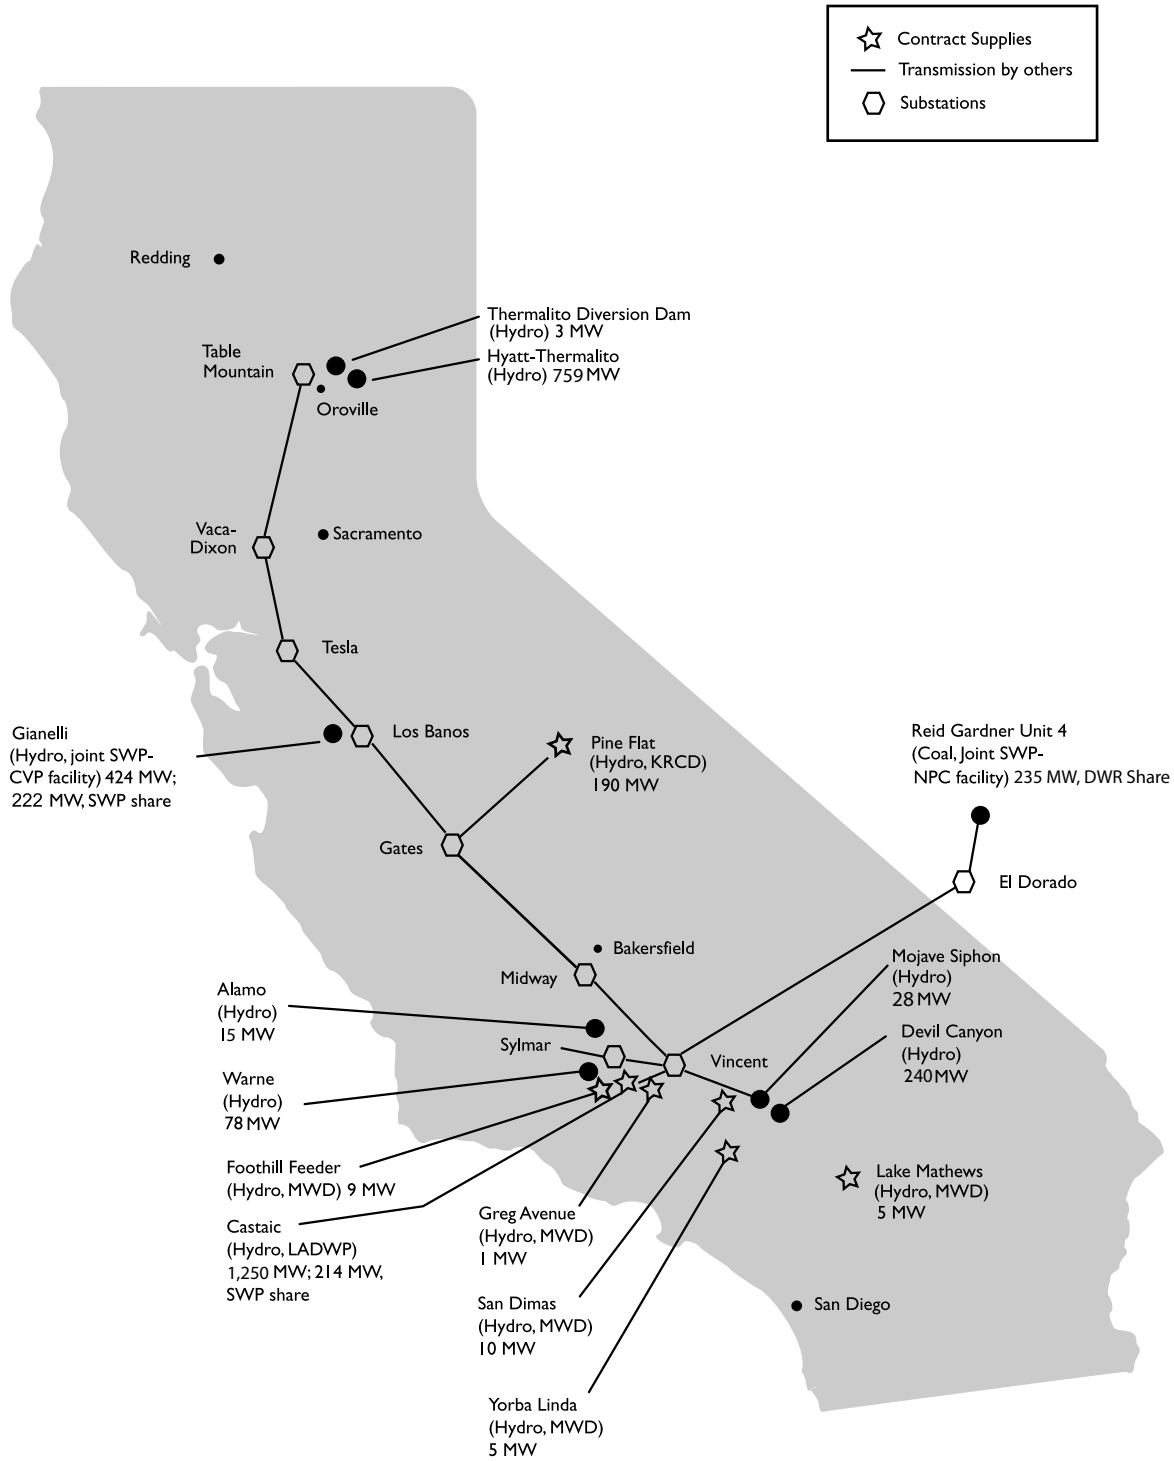 Contract Supplies
Transmission by others
Substations
Redding
Thermalito Diversion Dam
(Hydro) 3 MW
Hyatt-Thermalito
(Hydro) 759 MW
Table
Mountain
Oroville
Vaca-
Dixon
Sacramento
Tesla
Gianelli
(Hydro, joint SWP-
CVP facility) 424 MW;
222 MW, SWP share
Los Banos
Pine Flat
(Hydro, KRCD)
190 MW
Reid Gardner Unit 4
(Coal, Joint SWP-
NPC facility) 235 MW, DWR Share
Gates
El Dorado
Bakersfield
Midway
Mojave Siphon
(Hydro)
28 MW
Alamo
(Hydro)
15 MW
Devil Canyon
(Hydro)
240 MW
Sylmar
Vincent
Warne
(Hydro)
78 MW
Foothill Feeder
(Hydro, MWD) 9 MW
Lake Mathews
(Hydro, MWD)
5 MW
Castaic
(Hydro, LADWP)
1,250 MW; 214 MW,
SWP share
Greg Avenue
(Hydro, MWD)
1 MW
San Dimas
(Hydro, MWD)
10 MW
San Diego
Yorba Linda
(Hydro, MWD)
5 MW